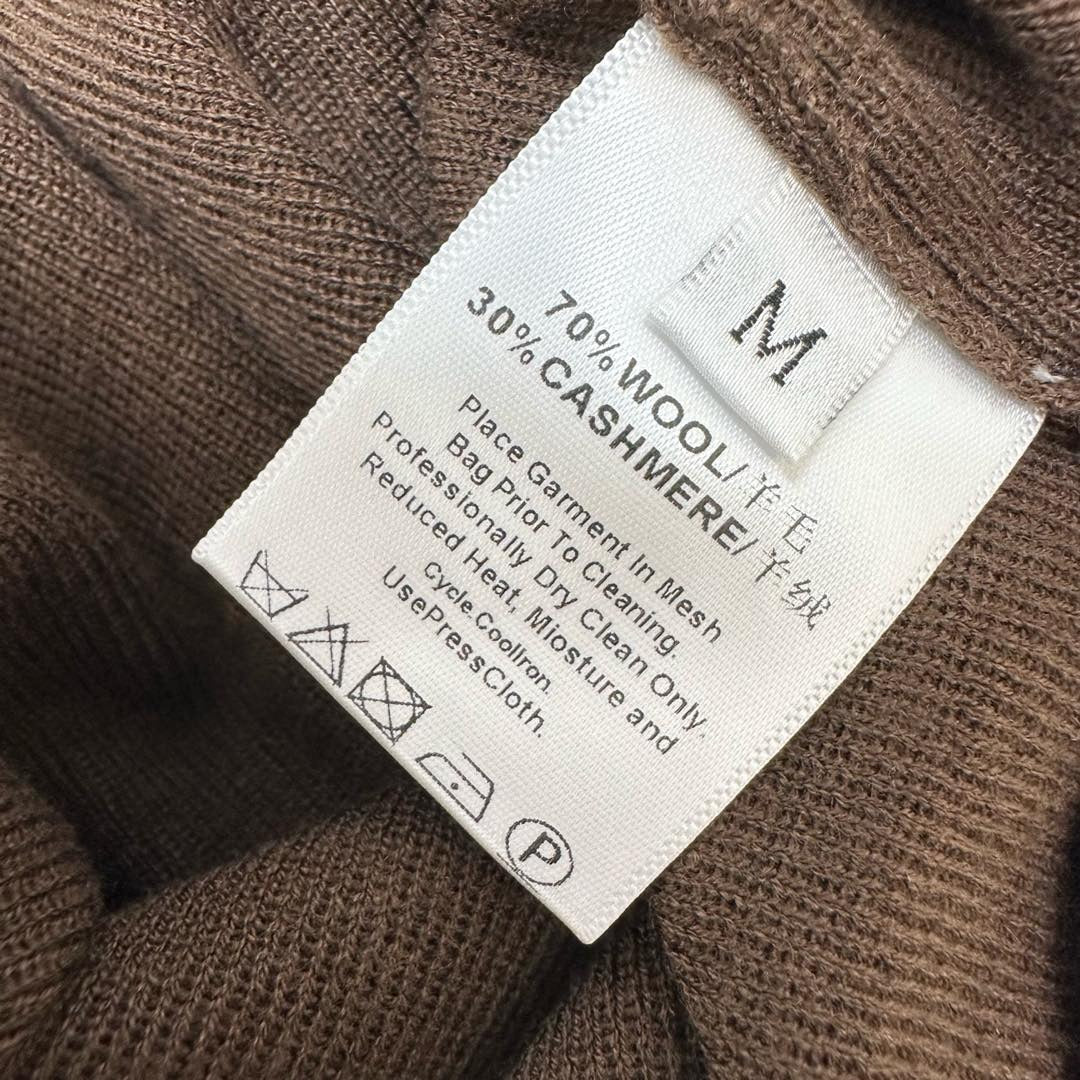 M
70%WOOL/羊毛
30%CASHMERE/羊绒
Place Garment In Mesh
Bag Prior To Cleaning.
Professionally Dry Clean Only.
Reduced Heat, Miosture and
Cycle.CoolIron.
UsePressCloth.
P